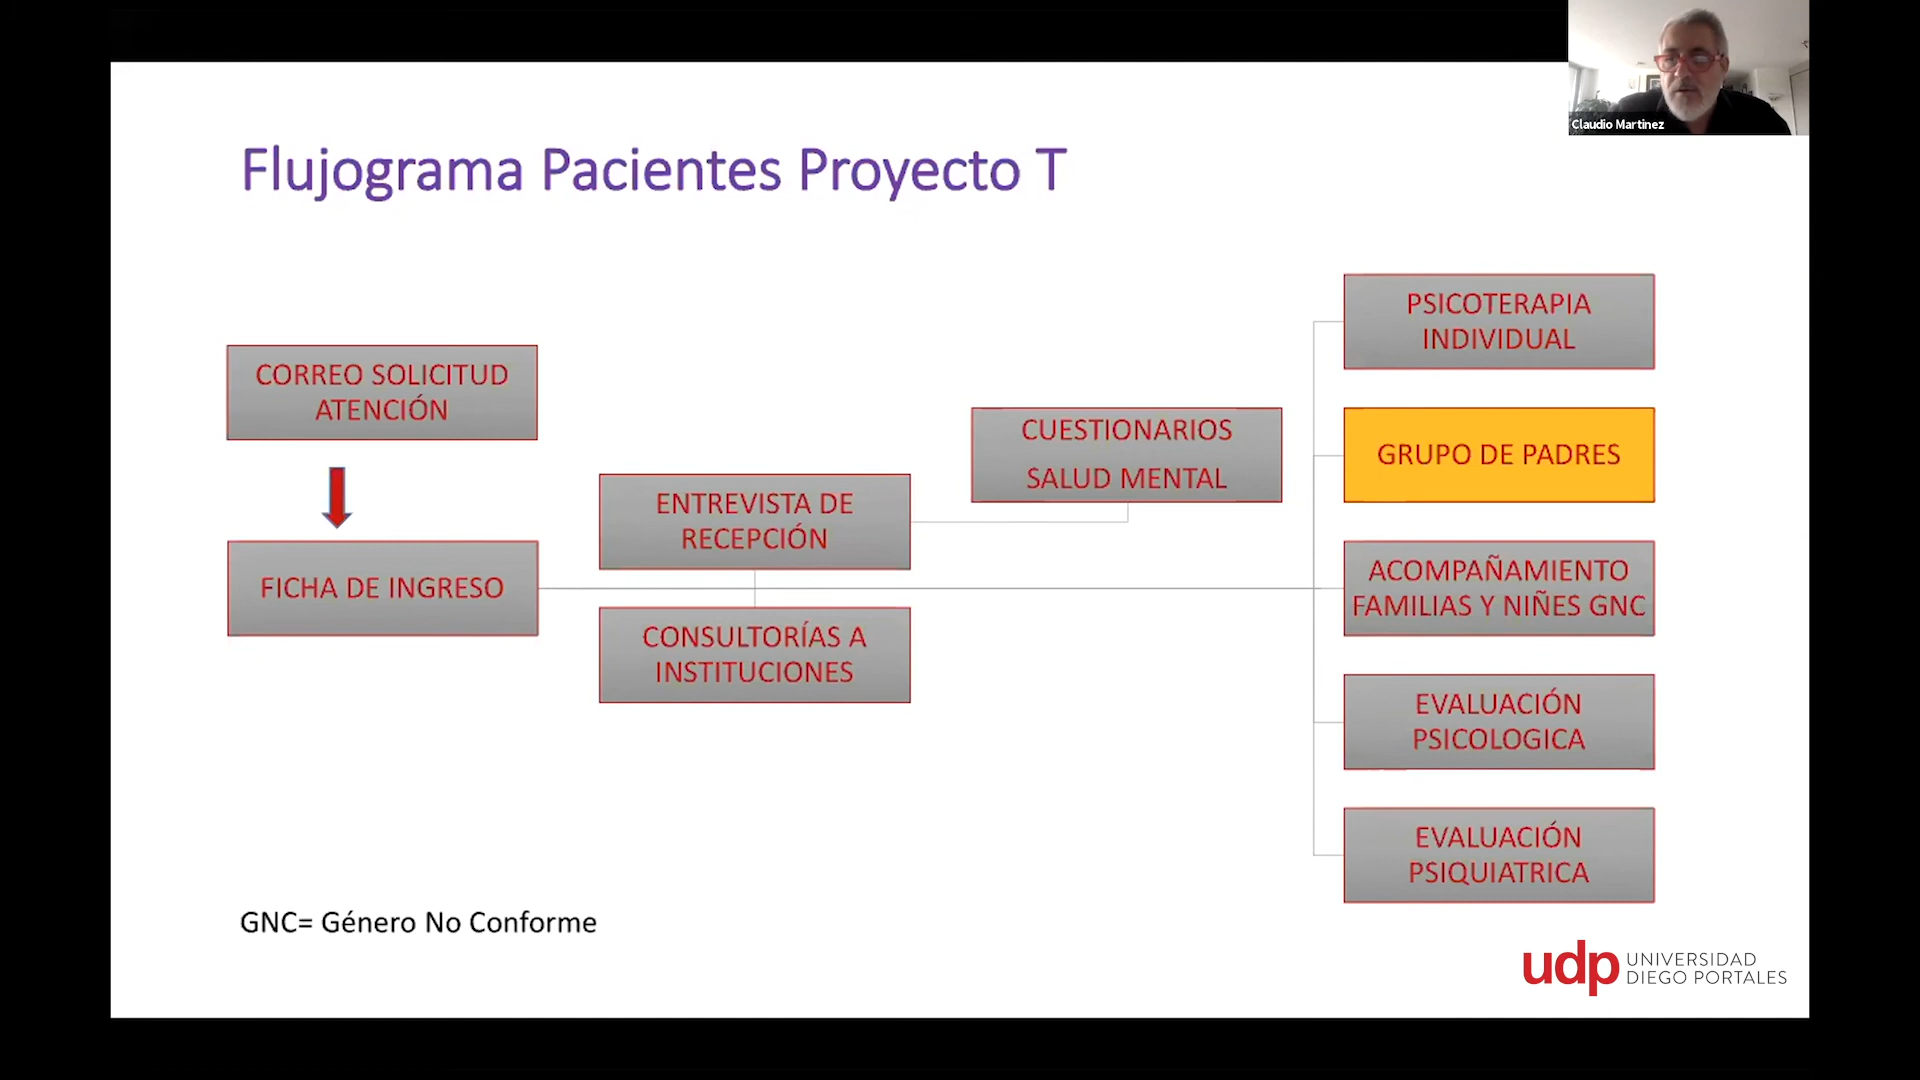 Claudio Martinez
Flujograma Pacientes Proyecto T
CORREO SOLICITUD
ATENCIÓN
FICHA DE INGRESO
ENTREVISTA DE
RECEPCIÓN
CONSULTORÍAS A
INSTITUCIONES
CUESTIONARIOS
SALUD MENTAL
PSICOTERAPIA
INDIVIDUAL
GRUPO DE PADRES
ACOMPAÑAMIENTO
FAMILIAS Y NIÑES GNC
EVALUACIÓN
PSICOLOGICA
EVALUACIÓN
PSIQUIATRICA
GNC= Género No Conforme
udp UNIVERSIDAD
DIEGO PORTALES